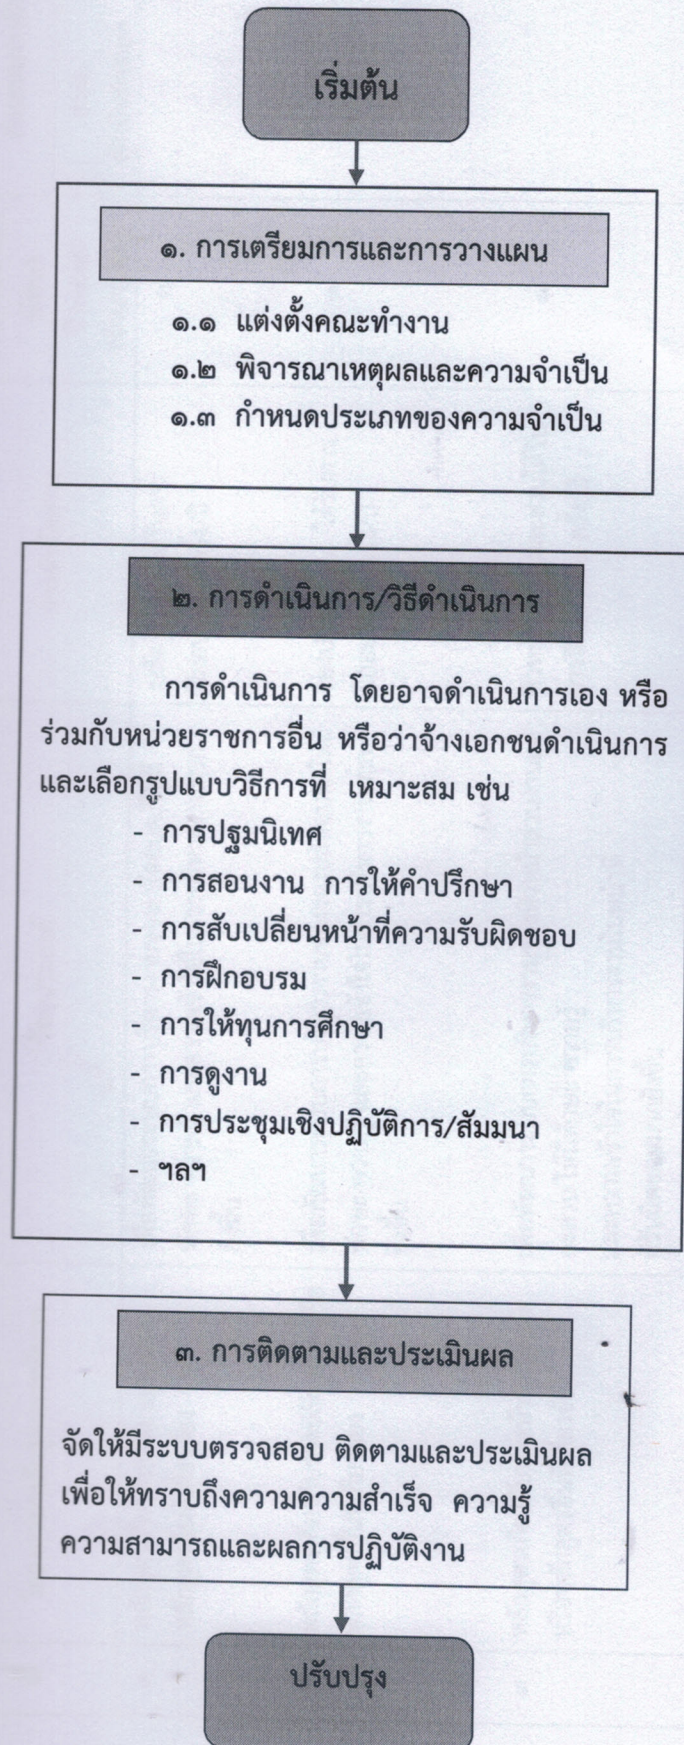 เริ่มต้น
๑. การเตรียมการและการวางแผน
๑.๑ แต่งตั้งคณะทำงาน
๑.๒ พิจารณาเหตุผลและความจำเป็น
๑.๓ กำหนดประเภทของความจำเป็น
๒. การดำเนินการ/วิธีดำเนินการ
การดำเนินการ โดยอาจดำเนินการเอง หรือ
ร่วมกับหน่วยราชการอื่น หรือว่าจ้างเอกชนดำเนินการ
และเลือกรูปแบบวิธีการที่ เหมาะสม เช่น
- การปฐมนิเทศ
- การสอนงาน การให้คำปรึกษา
- การสับเปลี่ยนหน้าที่ความรับผิดชอบ
- การฝึกอบรม
- การให้ทุนการศึกษา
- การดูงาน
- การประชุมเชิงปฏิบัติการ/สัมมนา
- ฯลฯ
๓. การติดตามและประเมินผล
จัดให้มีระบบตรวจสอบ ติดตามและประเมินผล
เพื่อให้ทราบถึงความความสำเร็จ ความรู้
ความสามารถและผลการปฏิบัติงาน
ปรับปรุง